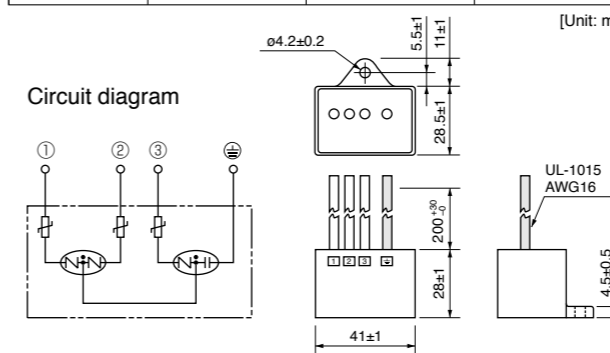 [Unit: m
ø4.2±0.2
5.5±1
11±1
28.5±1
Circuit diagram
① ② ③
UL-1015
AWG16
200+30-0
1 2 3
28±1
4.5±0.5
41±1